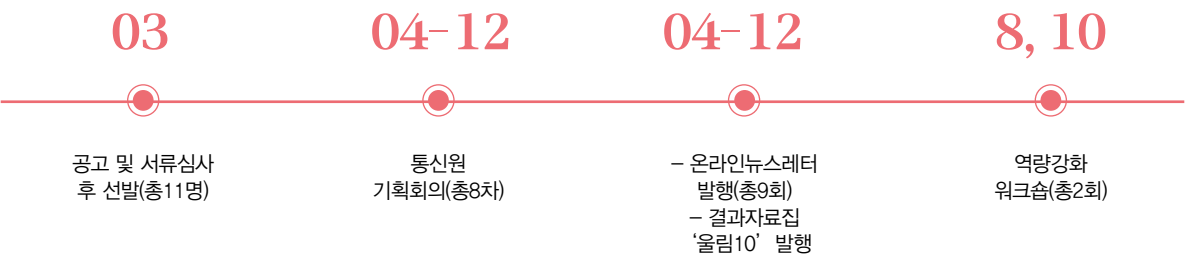 03
공고 및 서류심사
후 선발(총11명)
04-12
통신원
기획회의(총8차)
04-12
- 온라인뉴스레터
발행(총9회)
- 결과자료집
‘울림10’ 발행
8, 10
역량강화
워크숍(총2회)